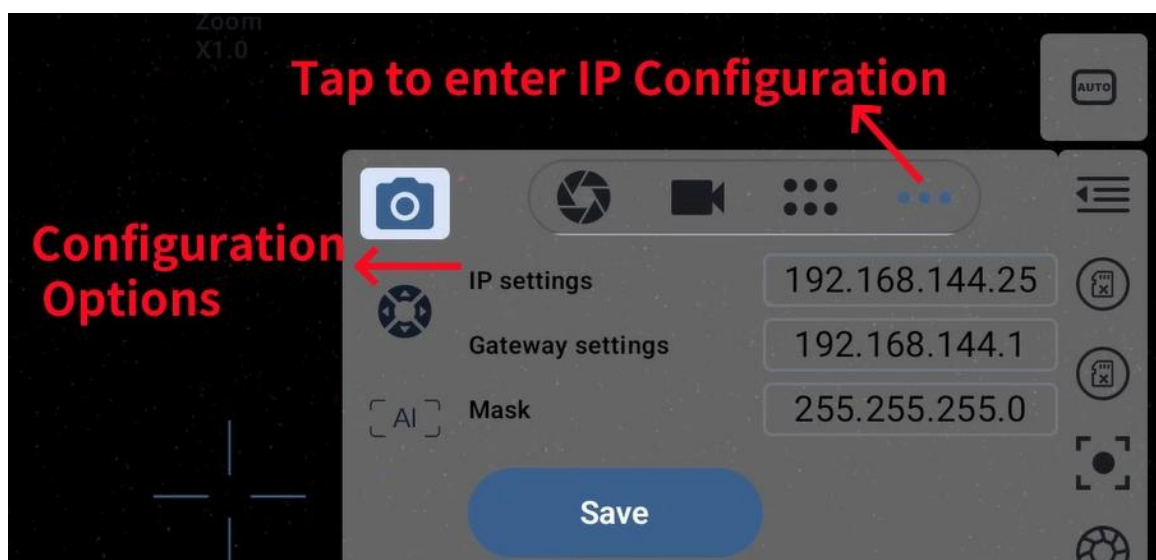 Zoom
X1.0
Tap to enter IP Configuration
AUTO
Configuration
Options
IP settings 192.168.144.25
Gateway settings 192.168.144.1
AI Mask 255.255.255.0
Save